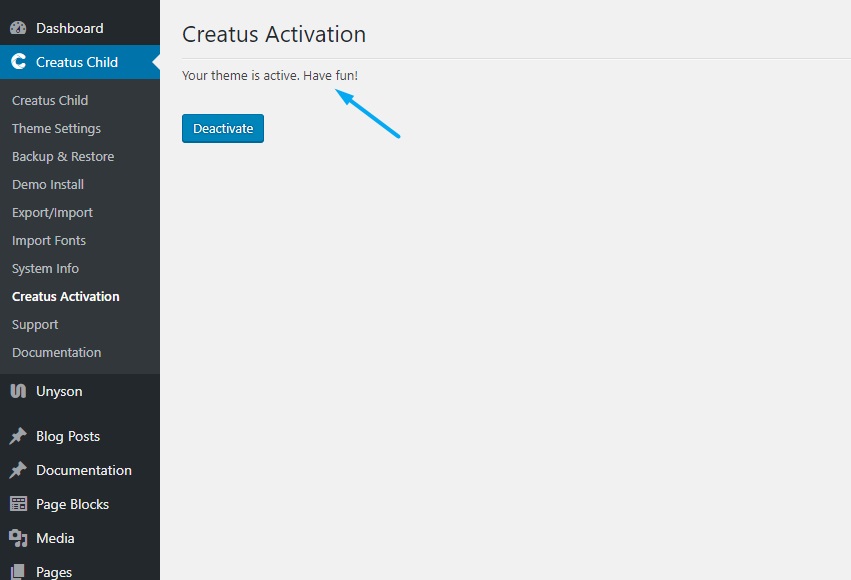 Dashboard
Creatus Child
Creatus Child
Theme Settings
Backup & Restore
Demo Install
Export/Import
Import Fonts
System Info
Creatus Activation
Support
Documentation
Unyson
Blog Posts
Documentation
Page Blocks
Media
Pages
Creatus Activation
Your theme is active. Have fun!
Deactivate